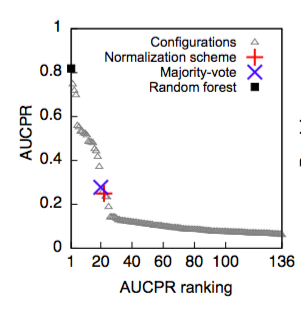 1
0.8
0.6
0.4
0.2
0
AUCPR
Configurations
Normalization scheme
Majority-vote
Random forest
1 20 40 60 80 100 136
AUCPR ranking